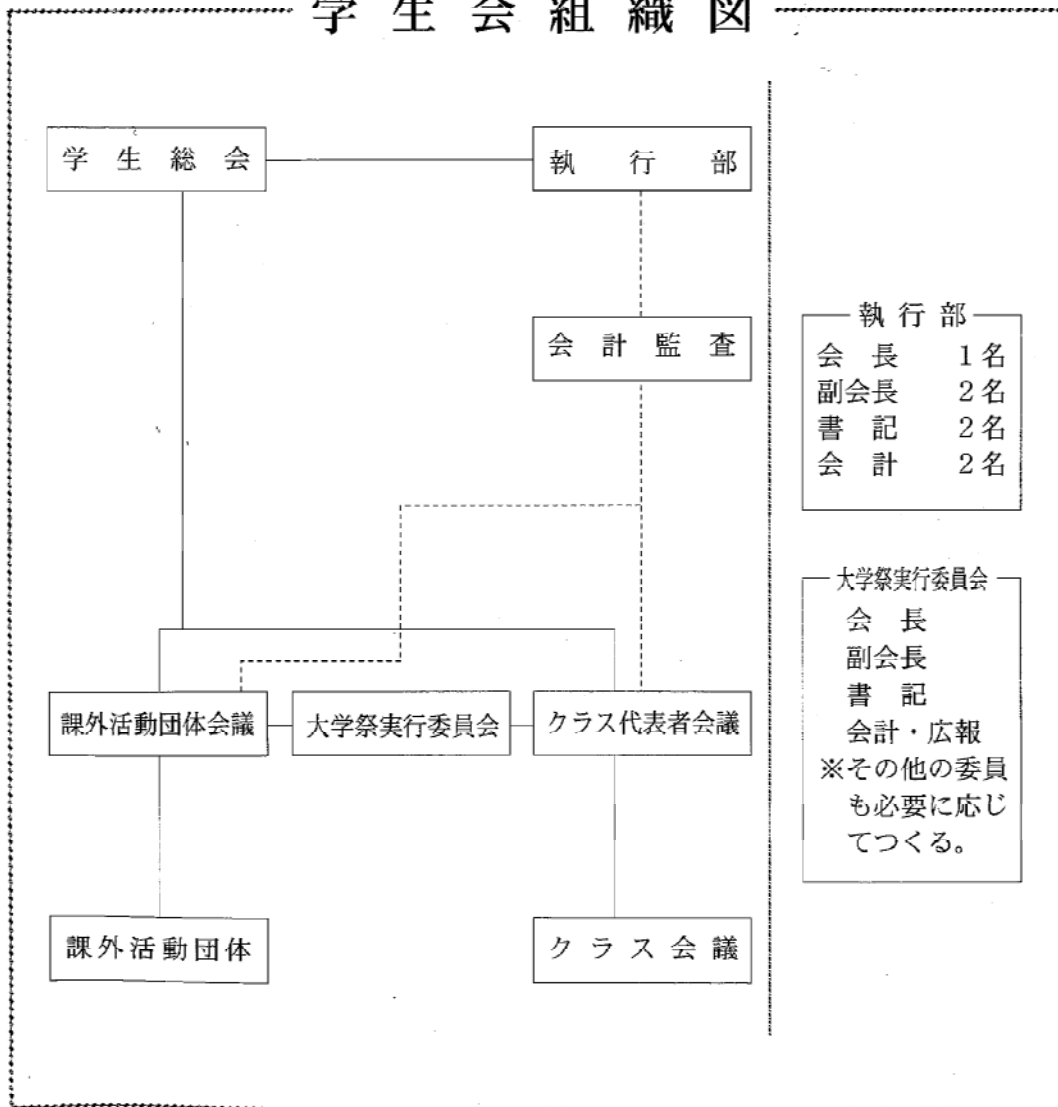 学生会組織図
学生総会
執行部
会計監査
課外活動団体会議
大学祭実行委員会
クラス代表者会議
課外活動団体
クラス会議
執行部
会長 1名
副会長 2名
書記 2名
会計 2名
大学祭実行委員会
会長
副会長
書記
会計・広報
※その他の委員
も必要に応じ
てつくる。